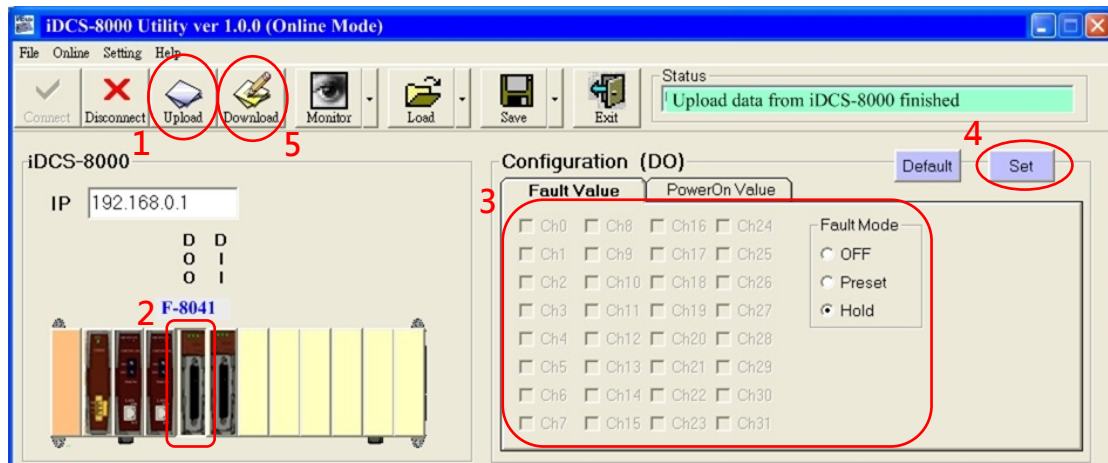 iDCS-8000 Utility ver 1.0.0 (Online Mode)
File Online Setting Help
Connect Disconnect Upload Download Monitor Load Save Exit
Status
Upload data from iDCS-8000 finished
1
5
4
iDCS-8000
IP 192.168.0.1
D D
O I
O I
F-8041
2
Configuration (DO)
Default Set
3
Fault Value PowerOn Value
Ch0 Ch8 Ch16 Ch24
Ch1 Ch9 Ch17 Ch25
Ch2 Ch10 Ch18 Ch26
Ch3 Ch11 Ch19 Ch27
Ch4 Ch12 Ch20 Ch28
Ch5 Ch13 Ch21 Ch29
Ch6 Ch14 Ch22 Ch30
Ch7 Ch15 Ch23 Ch31
Fault Mode
OFF
Preset
Hold